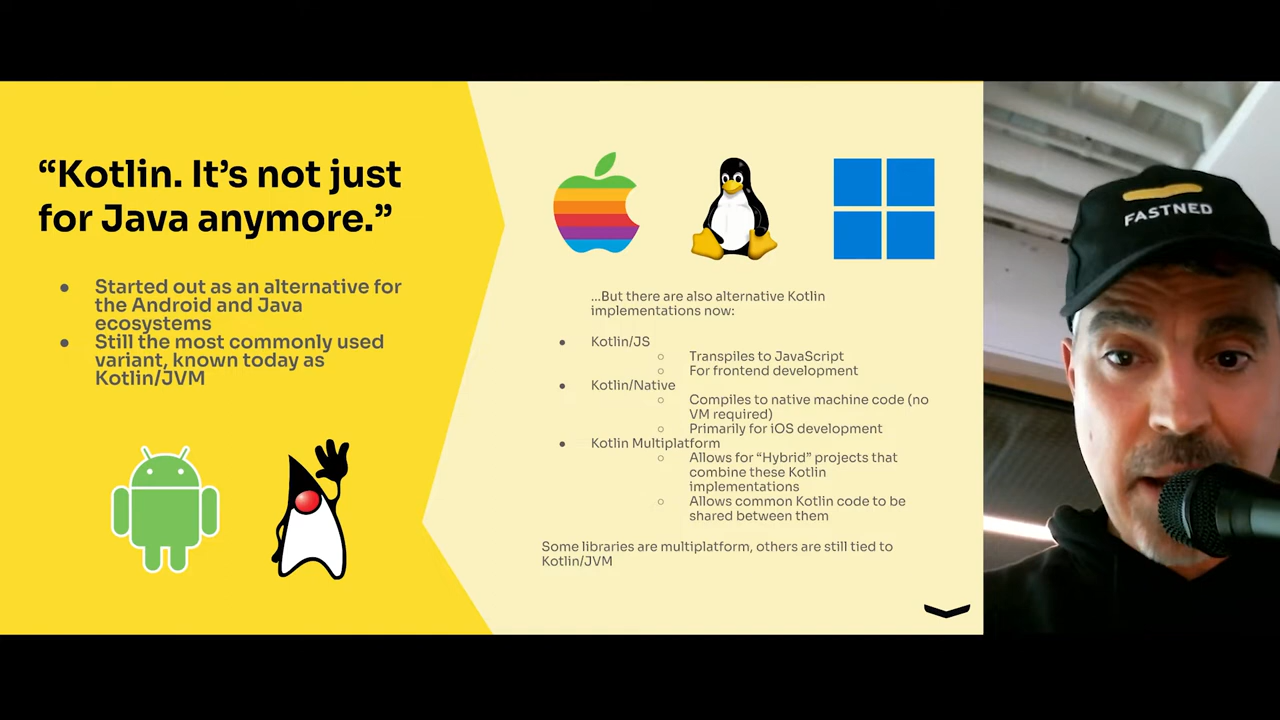 “Kotlin. It’s not just
for Java anymore.”
● Started out as an alternative for
the Android and Java
ecosystems
● Still the most commonly used
variant, known today as
Kotlin/JVM
...But there are also alternative Kotlin
implementations now:
● Kotlin/JS
○ Transpiles to JavaScript
○ For frontend development
● Kotlin/Native
○ Compiles to native machine code (no
VM required)
○ Primarily for iOS development
● Kotlin Multiplatform
○ Allows for “Hybrid” projects that
combine these Kotlin
implementations
○ Allows common Kotlin code to be
shared between them
Some libraries are multiplatform, others are still tied to
Kotlin/JVM
FASTNED